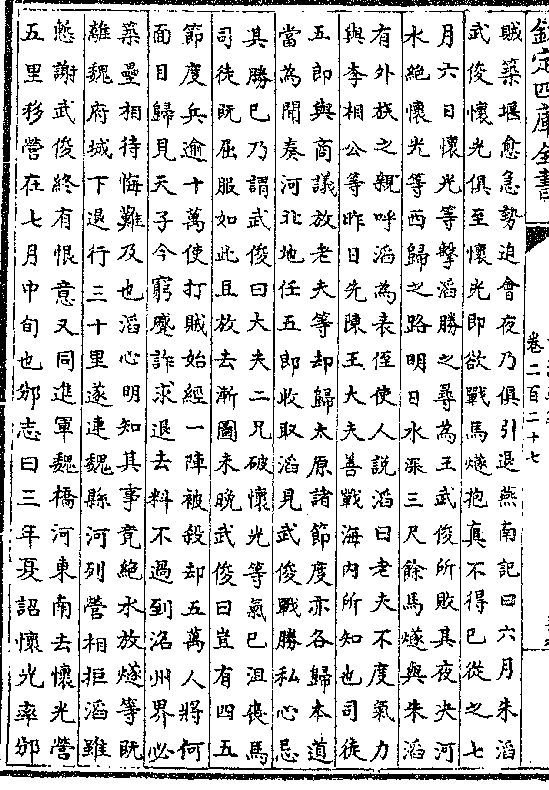 欽定四庫全書
卷二百二十七
賊築堰愈急勢迫會夜乃俱引退燕南記曰六月朱滔
武俊懷光俱至懷光即欲戰馬燧抱真不得已從之七
月六日懷光等擊滔勝之尋為王武俊所敗其夜决河
水絶懷光等西歸之路明日水深三尺餘馬燧與朱滔
有外族之親呼滔為表侄使人說滔曰老夫不度氣力
與李相公等昨日先陳王大夫善戰海内所知也司徒
五郎與商議放老夫等却歸太原諸節度亦各歸本道
當為聞奏河北地任五郎收取滔見武俊戰勝私心忌
其勝已乃謂武俊曰大夫二兄破懷光等氣已沮喪馬
司徒既屈服如此且放去漸圖未晚武俊曰豈有四五
節度兵逾十萬使打賊始經一陣被殺却五萬人將何
面目歸見天子今窮蹙詐求退去料不過到洺州界必
築壘相待悔難及也滔心明知其事竟絶水放燧等既
離魏府城下退行三十里遂連魏縣河列營相拒滔雖
慙謝武俊終有恨意又同進軍魏橋河東南去懷光營
五里移營在七月中旬也邠志曰三年夏詔懷光率邠